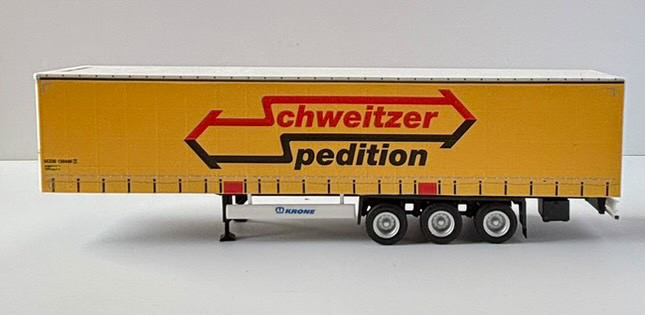 Schweitzer
Spedition
KRONE